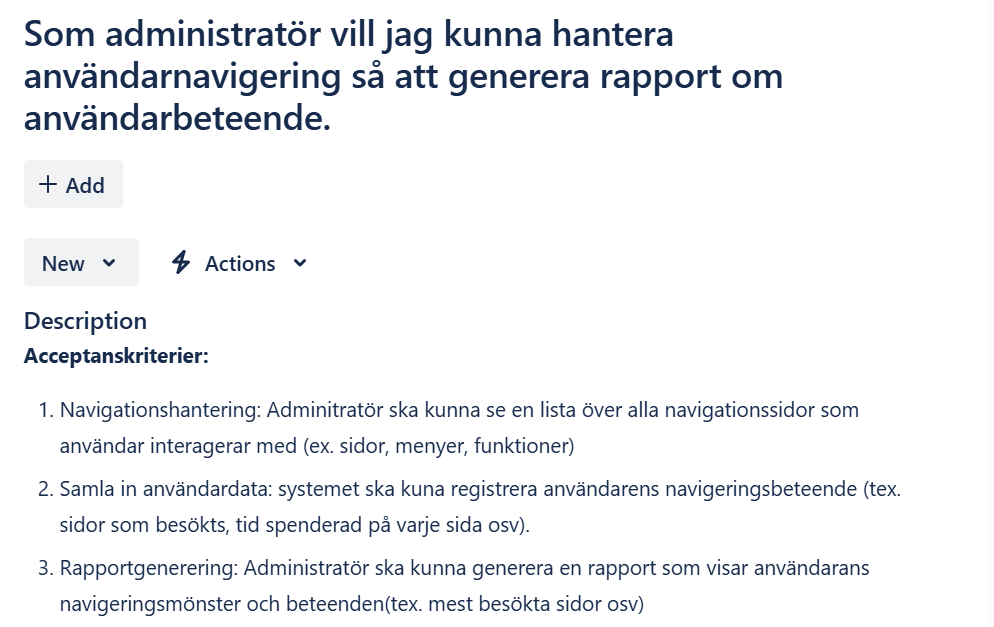 Som administratör vill jag kunna hantera
användarnavigering så att generera rapport om
användarbeteende.
+ Add
New
Actions
Description
Acceptanskriterier:
1. Navigationshantering: Adminitratör ska kunna se en lista över alla navigationssidor som
användar interagerar med (ex. sidor, menyer, funktioner)
2. Samla in användardata: systemet ska kuna registrera användarens navigeringsbeteende (tex.
sidor som besökts, tid spenderad på varje sida osv).
3. Rapportgenerering: Administratör ska kunna generera en rapport som visar användarans
navigeringsmönster och beteenden(tex. mest besökta sidor osv)